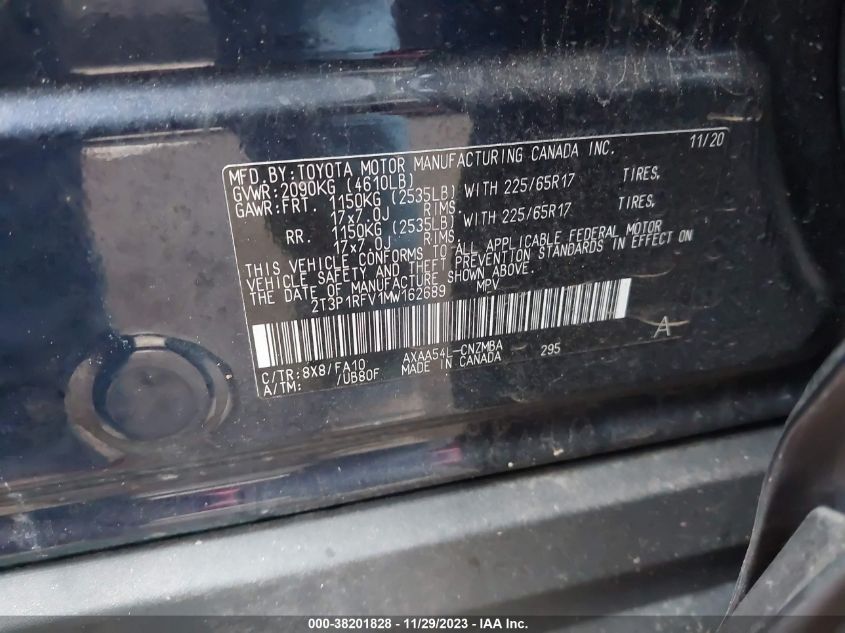 MFD.BY:TOYOTA MOTOR MANUFACTURING CANADA INC. 11/20
GVWR:2090KG (4610LB)
GAWR:FRT. 1150KG (2535LB) WITH 225/65R17 TIRES,
17x7.0J RIMS,
RR. 1150KG (2535LB) WITH 225/65R17 TIRES,
17x7.0J RIMS,
THIS VEHICLE CONFORMS TO ALL APPLICABLE FEDERAL MOTOR
VEHICLE SAFETY AND THEFT PREVENTION STANDARDS IN EFFECT ON
THE DATE OF MANUFACTURE SHOWN ABOVE.
2T3P1RFV1MW162689 MPV
C/TR:8X8/FA10 AXAA54L-CNZMBA 295 A
A/TM: /UB80F MADE IN CANADA
000-38201828 - 11/29/2023 - IAA Inc.